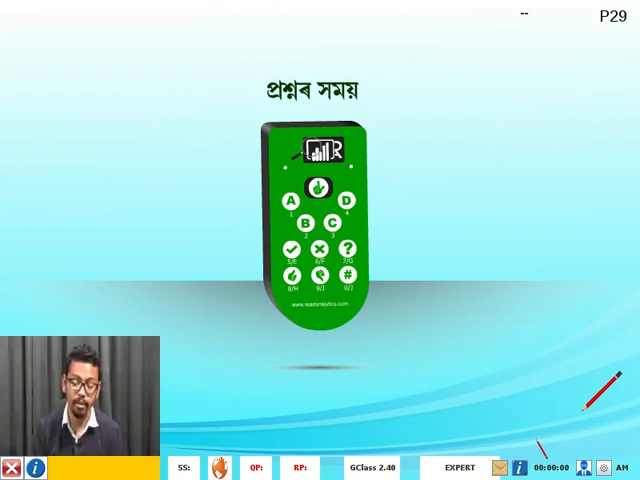 --
P29
প্ৰশ্নৰ সময়
A D
1 4
B C
2 3
5/E 6/F 7/G
8/H 9/I 0/J
www.readanalytics.com
SS: QP: RP: GClass 2.40 EXPERT 00:00:00 AM